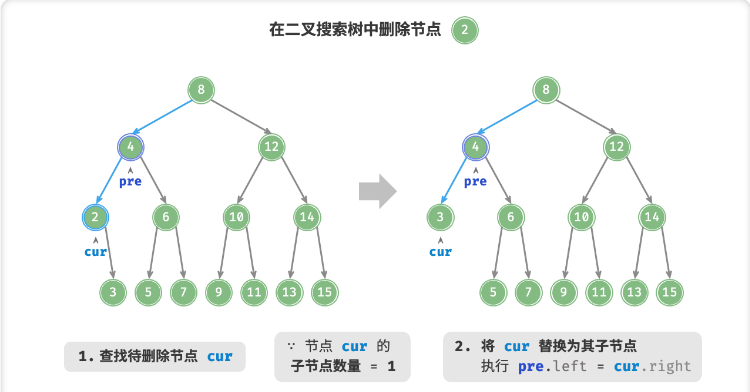 在二叉搜索树中删除节点 2
8 8
4 12 4 12
pre pre
2 6 10 14 3 6 10 14
cur cur
3 5 7 9 11 13 15 5 7 9 11 13 15
1. 查找待删除节点 cur
∵ 节点 cur 的
子节点数量 = 1
2. 将 cur 替换为其子节点
执行 pre.left = cur.right